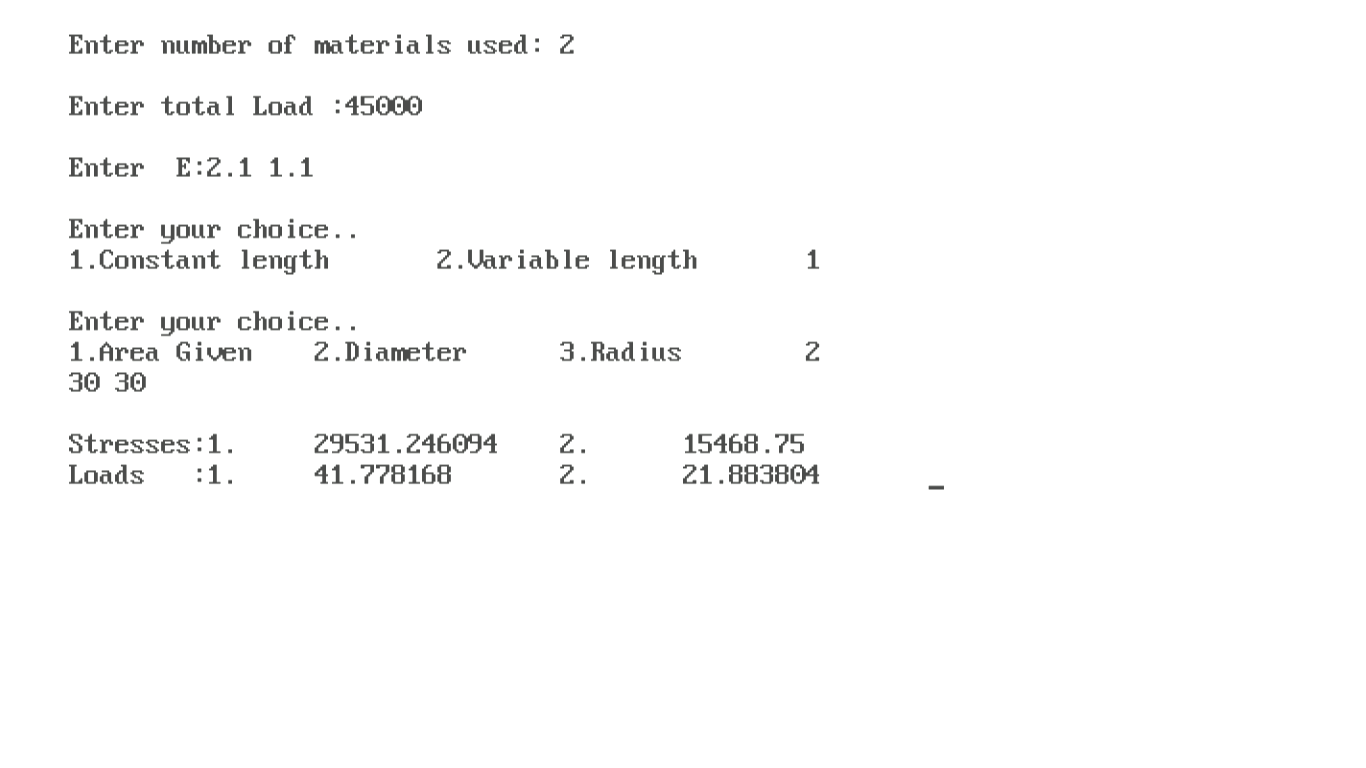 Enter number of materials used: 2
Enter total Load :45000
Enter  E:2.1 1.1
Enter your choice..
1.Constant length       2.Variable length       1
Enter your choice..
1.Area Given    2.Diameter      3.Radius        2
30 30
Stresses:1.     29531.246094    2.      15468.75
Loads   :1.     41.778168       2.      21.883804       _